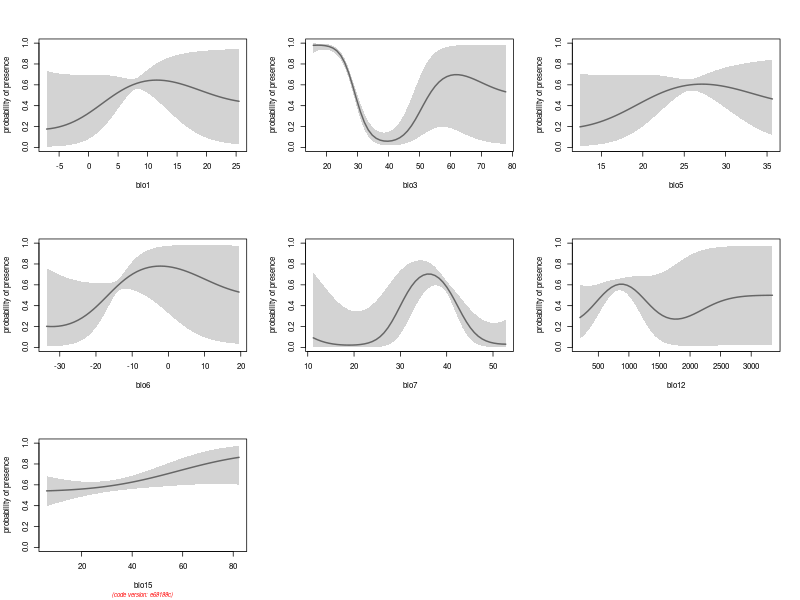 probability of presence
0.0 0.2 0.4 0.6 0.8 1.0
-5 0 5 10 15 20 25
bio1
probability of presence
0.0 0.2 0.4 0.6 0.8 1.0
20 30 40 50 60 70 80
bio3
probability of presence
0.0 0.2 0.4 0.6 0.8 1.0
15 20 25 30 35
bio5
probability of presence
0.0 0.2 0.4 0.6 0.8 1.0
-30 -20 -10 0 10 20
bio6
probability of presence
0.0 0.2 0.4 0.6 0.8 1.0
10 20 30 40 50
bio7
probability of presence
0.0 0.2 0.4 0.6 0.8 1.0
500 1000 1500 2000 2500 3000
bio12
probability of presence
0.0 0.2 0.4 0.6 0.8 1.0
20 40 60 80
bio15
(code version: